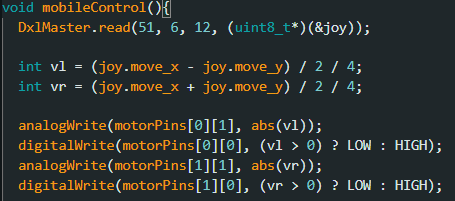 void mobileControl(){
  DxlMaster.read(51, 6, 12, (uint8_t*)(&joy));
  int vl = (joy.move_x - joy.move_y) / 2 / 4;
  int vr = (joy.move_x + joy.move_y) / 2 / 4;
  analogWrite(motorPins[0][1], abs(vl));
  digitalWrite(motorPins[0][0], (vl > 0) ? LOW : HIGH);
  analogWrite(motorPins[1][1], abs(vr));
  digitalWrite(motorPins[1][0], (vr > 0) ? LOW : HIGH);